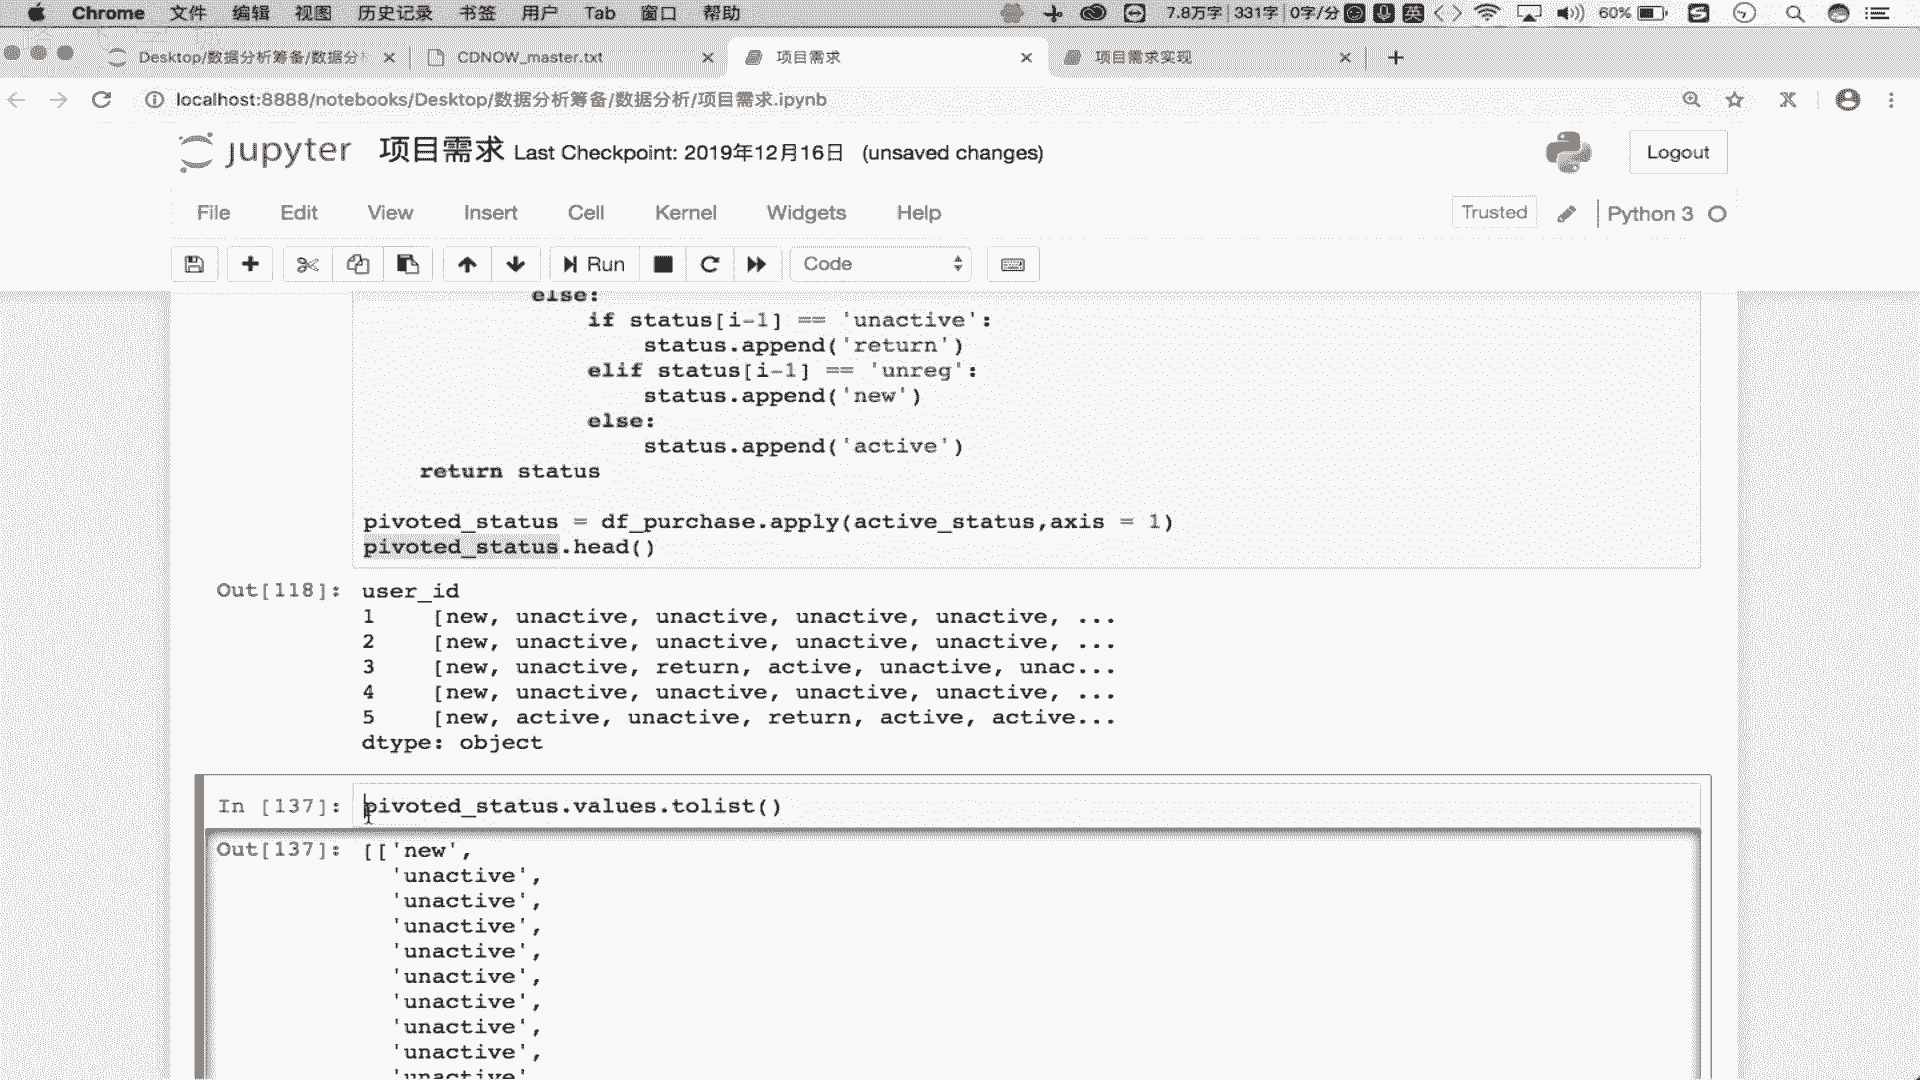 Chrome 文件 编辑 视图 历史记录 书签 用户 Tab 窗口 帮助 7.8万字 331字 0字/分 英 60%
Desktop/数据分析筹备/数据分 CDNOW_master.txt 项目需求 项目需求实现
localhost:8888/notebooks/Desktop/数据分析筹备/数据分析/项目需求.ipynb
jupyter 项目需求 Last Checkpoint: 2019年12月16日 (unsaved changes) Logout
File Edit View Insert Cell Kernel Widgets Help Trusted Python 3
Run Code
else:
if status[i-1] == 'unactive':
status.append('return')
elif status[i-1] == 'unreg':
status.append('new')
else:
status.append('active')
return status
pivoted_status = df_purchase.apply(active_status,axis = 1)
pivoted_status.head()
Out[118]: user_id
1 [new, unactive, unactive, unactive, unactive, ...
2 [new, unactive, unactive, unactive, unactive, ...
3 [new, unactive, return, active, unactive, unac...
4 [new, unactive, unactive, unactive, unactive, ...
5 [new, active, unactive, return, active, active...
dtype: object
In [137]: pivoted_status.values.tolist()
Out[137]: [['new',
'unactive',
'unactive',
'unactive',
'unactive',
'unactive',
'unactive',
'unactive',
'unactive',
'unactive'